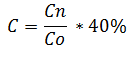 C = Cn/Co * 40%